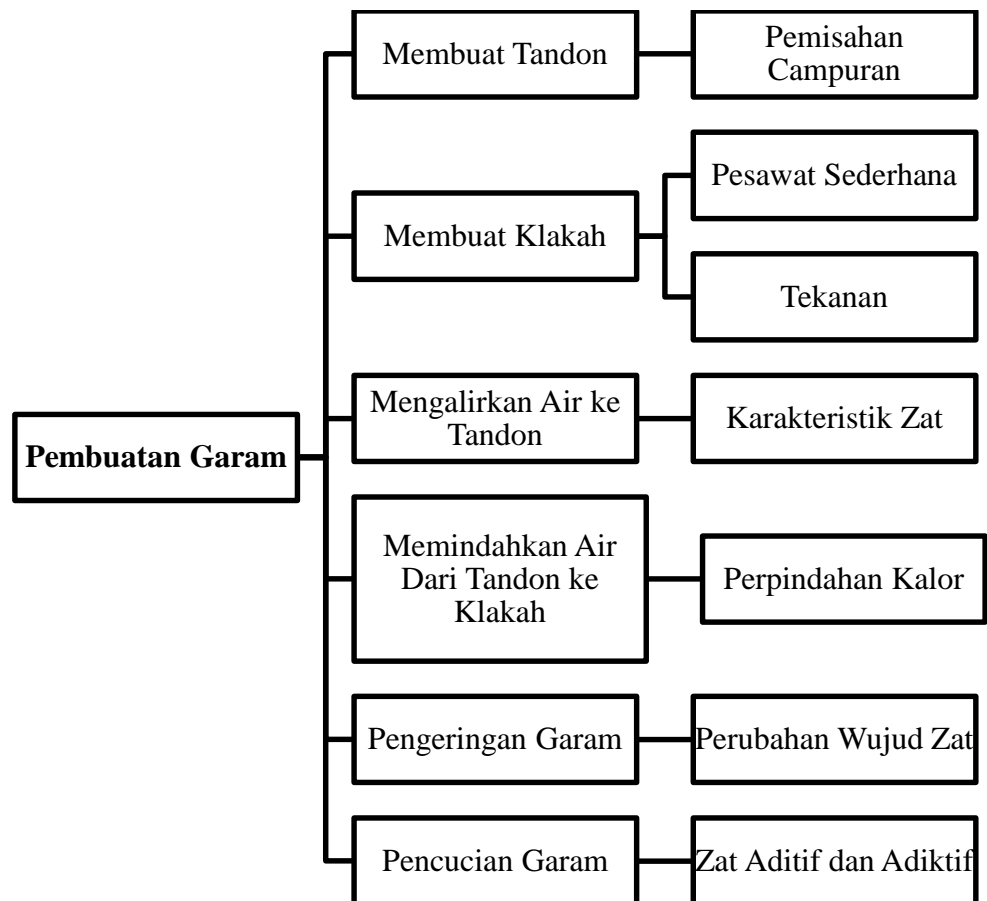 Pembuatan Garam
Membuat Tandon
Pemisahan
Campuran
Membuat Klakah
Pesawat Sederhana
Tekanan
Mengalirkan Air ke
Tandon
Karakteristik Zat
Memindahkan Air
Dari Tandon ke
Klakah
Perpindahan Kalor
Pengeringan Garam
Perubahan Wujud Zat
Pencucian Garam
Zat Aditif dan Adiktif